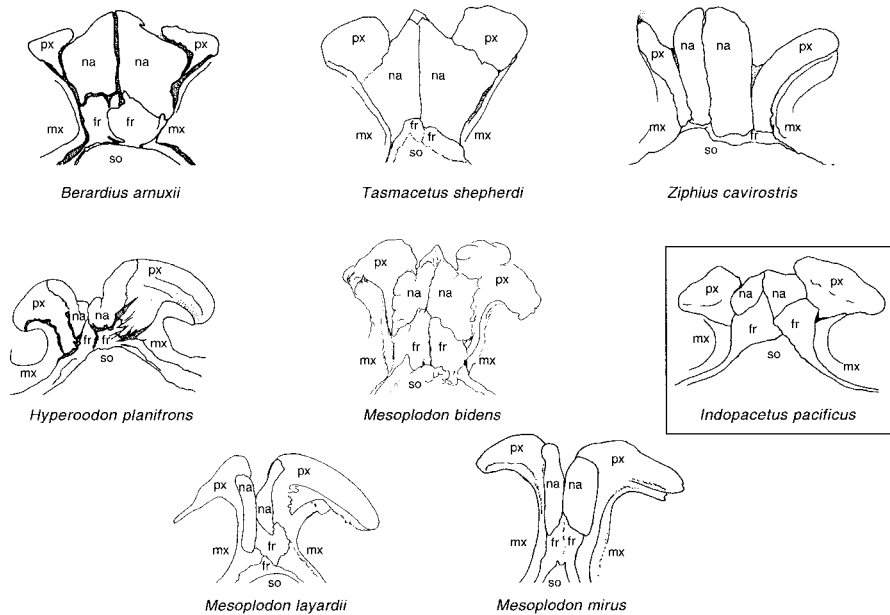 px px
na na
fr fr
mx mx
so
Berardius arnuxii
px px
na na
fr fr
mx mx
so
Tasmacetus shepherdi
px na na px
mx mx
fr
so
Ziphius cavirostris
px px
na na
fr fr
mx mx
so
Hyperoodon planifrons
px px
na na
fr fr
mx mx
so
Mesoplodon bidens
px na na px
fr fr
so
mx mx
Indopacetus pacificus
px na px
na
mx fr mx
so
Mesoplodon layardii
px px
na na
mx fr fr mx
so
Mesoplodon mirus